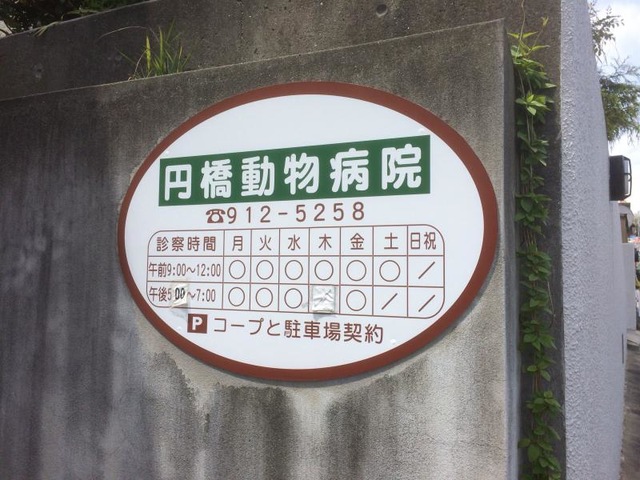 円橋動物病院
☎912-5258
診察時間 月 火 水 木 金 土 日祝
午前9:00～12:00 ○ ○ ○ ○ ○ ○ ／
午後5:00～7:00 ○ ○ ○ ○ ／ ／
P コープと駐車場契約